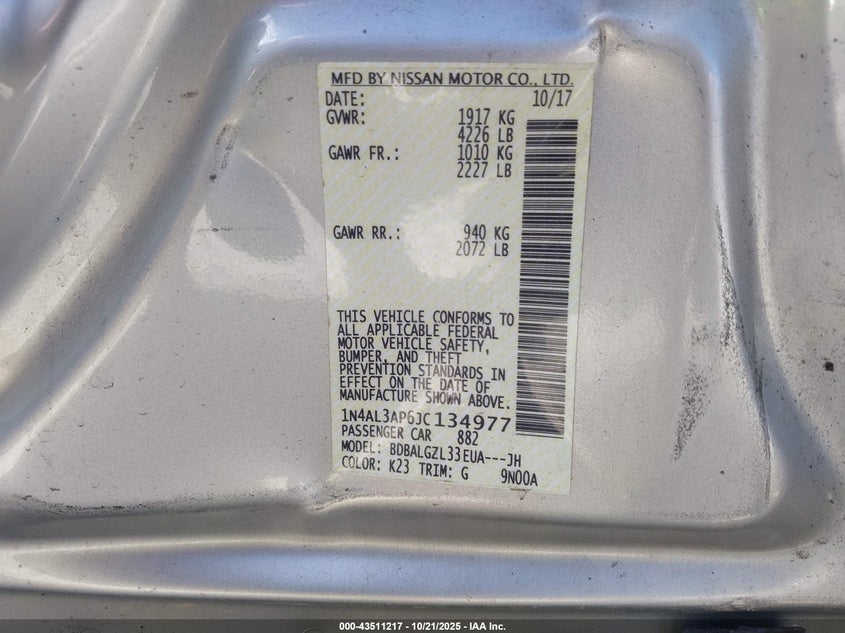 MFD BY NISSAN MOTOR CO., LTD.
DATE: 10/17
GVWR: 1917 KG
4226 LB
GAWR FR.: 1010 KG
2227 LB
GAWR RR.: 940 KG
2072 LB
THIS VEHICLE CONFORMS TO
ALL APPLICABLE FEDERAL
MOTOR VEHICLE SAFETY,
BUMPER, AND THEFT
PREVENTION STANDARDS IN
EFFECT ON THE DATE OF
MANUFACTURE SHOWN ABOVE.
1N4AL3AP6JC134977
PASSENGER CAR 882
MODEL: BDBALGZL33EUA---JH
COLOR: K23 TRIM: G 9N00A
000-43511217 - 10/21/2025 - IAA Inc.